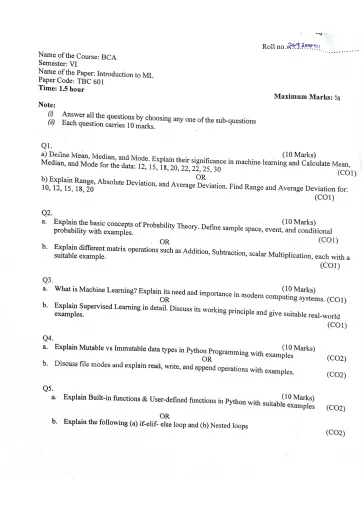 Roll no.
Name of the Course: BCA
Semester: VI
Name of the Paper: Introduction to ML
Paper Code: TBC 601
Time: 1.5 hour
Maximum Marks: 50
Note:
(i) Answer all the questions by choosing any one of the sub-questions
(ii) Each question carries 10 marks.
Q1. (10 Marks)
a) Define Mean, Median, and Mode. Explain their significance in machine learning and Calculate Mean,
Median, and Mode for the data: 12, 15, 18, 20, 22, 22, 25, 30 (CO1)
OR
b) Explain Range, Absolute Deviation, and Average Deviation. Find Range and Average Deviation for:
10, 12, 15, 18, 20 (CO1)
Q2. (10 Marks)
a. Explain the basic concepts of Probability Theory. Define sample space, event, and conditional
probability with examples. (CO1)
OR
b. Explain different matrix operations such as Addition, Subtraction, scalar Multiplication, each with a
suitable example. (CO1)
Q3. (10 Marks)
a. What is Machine Learning? Explain its need and importance in modern computing systems. (CO1)
OR
b. Explain Supervised Learning in detail. Discuss its working principle and give suitable real-world
examples. (CO1)
Q4. (10 Marks)
a. Explain Mutable vs Immutable data types in Python Programming with examples (CO2)
OR
b. Discuss file modes and explain read, write, and append operations with examples. (CO2)
Q5. (10 Marks)
a. Explain Built-in functions & User-defined functions in Python with suitable examples (CO2)
OR
b. Explain the following (a) if-elif- else loop and (b) Nested loops
(CO2)